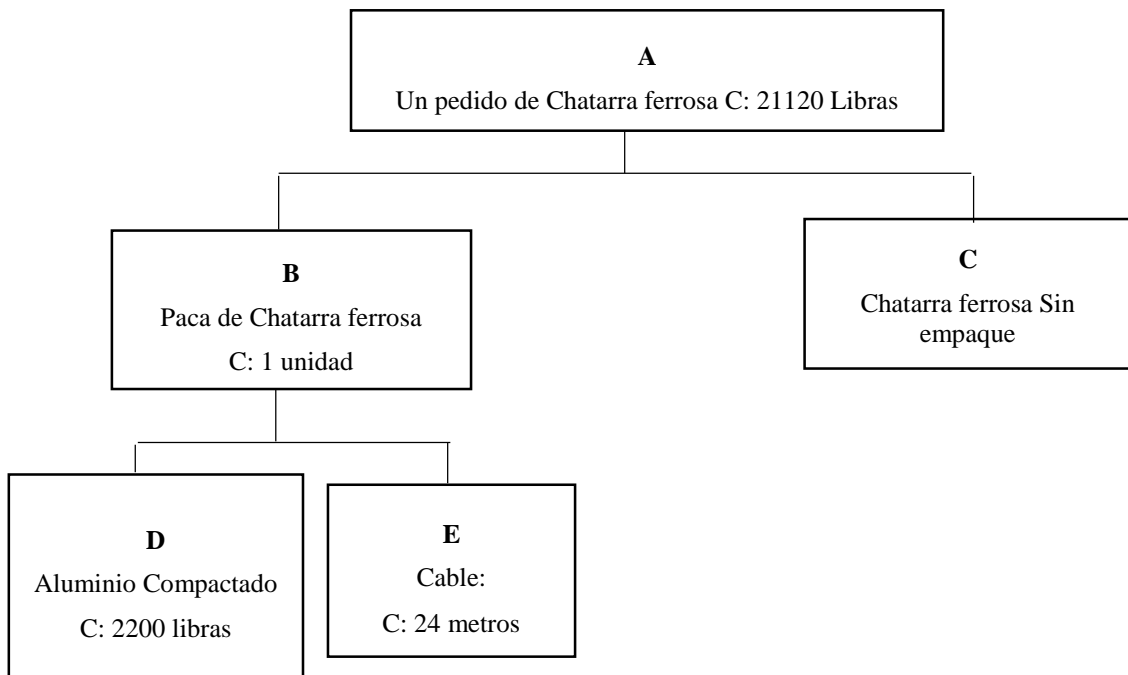 A
Un pedido de Chatarra ferrosa C: 21120 Libras
B
Paca de Chatarra ferrosa
C: 1 unidad
C
Chatarra ferrosa Sin
empaque
D
Aluminio Compactado
C: 2200 libras
E
Cable:
C: 24 metros